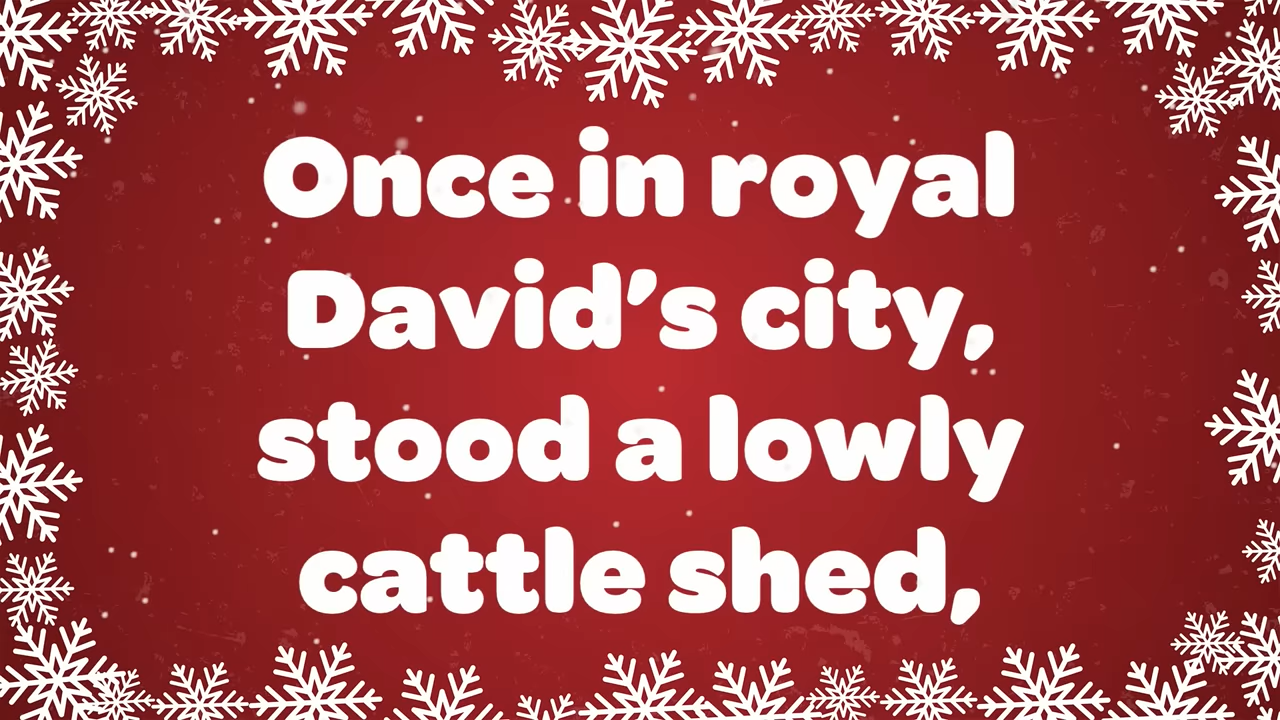 Once in royal
David’s city,
stood a lowly
cattle shed,